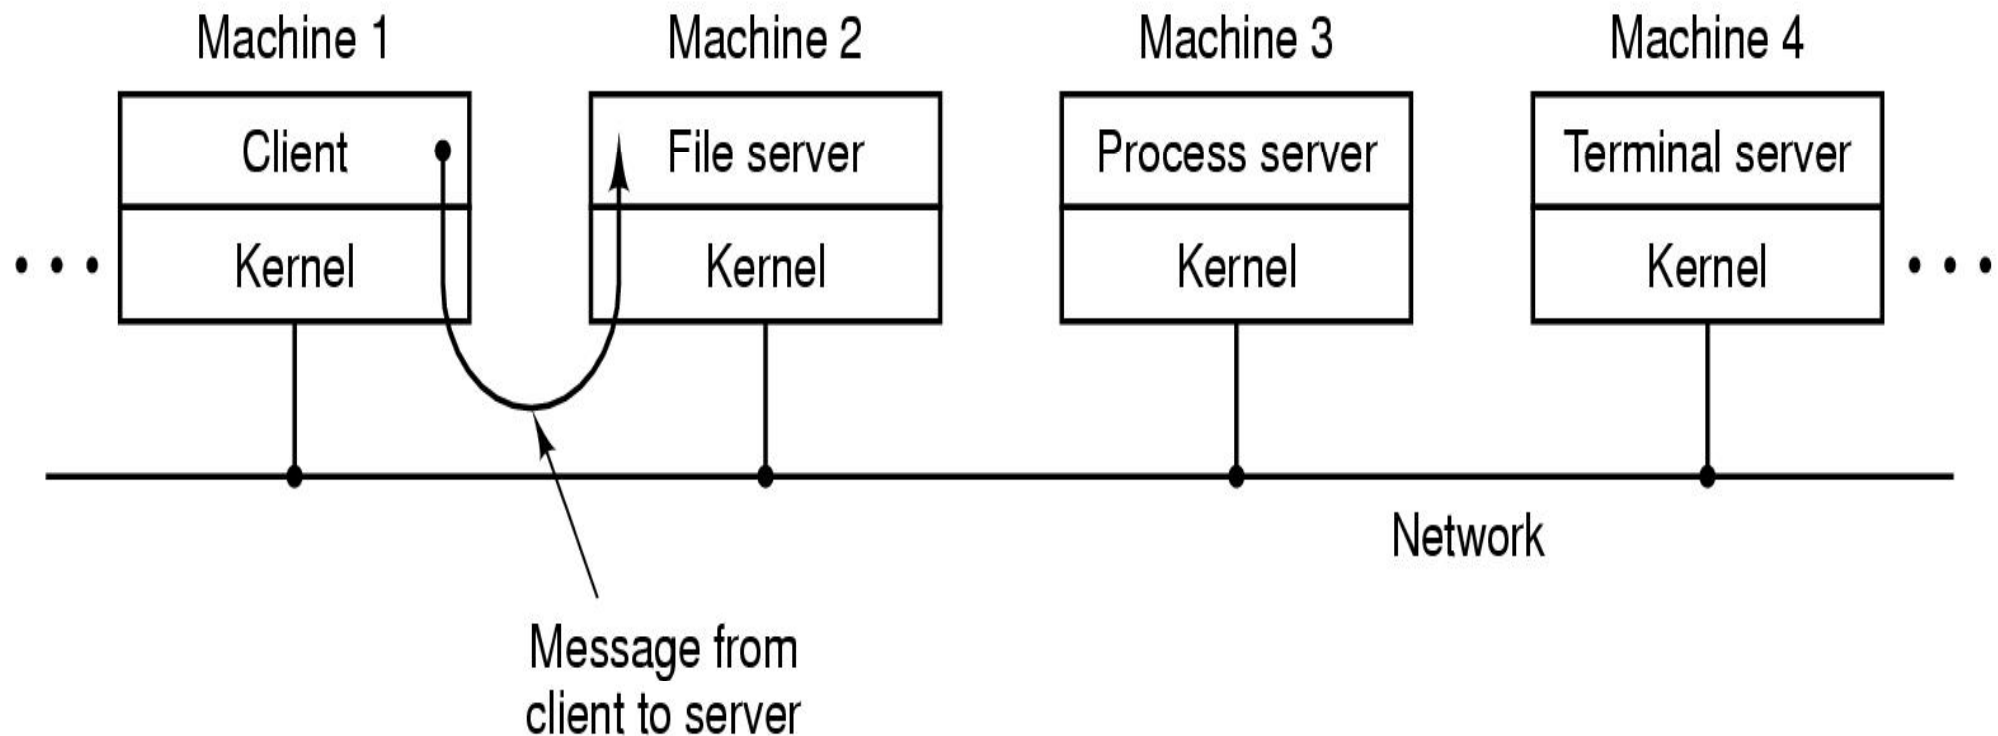 Machine 1
Machine 2
Machine 3
Machine 4
Client
File server
Process server
Terminal server
Kernel
Kernel
Kernel
Kernel
Network
Message from
client to server